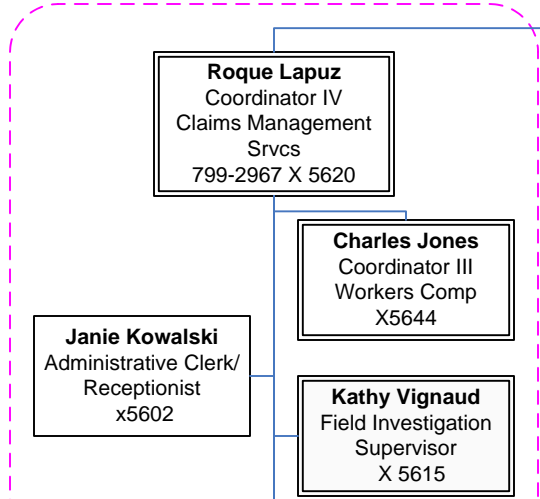 Roque Lapuz
Coordinator IV
Claims Management
Srvcs
799-2967 X 5620
Charles Jones
Coordinator III
Workers Comp
X5644
Janie Kowalski
Administrative Clerk/
Receptionist
x5602
Kathy Vignaud
Field Investigation
Supervisor
X 5615